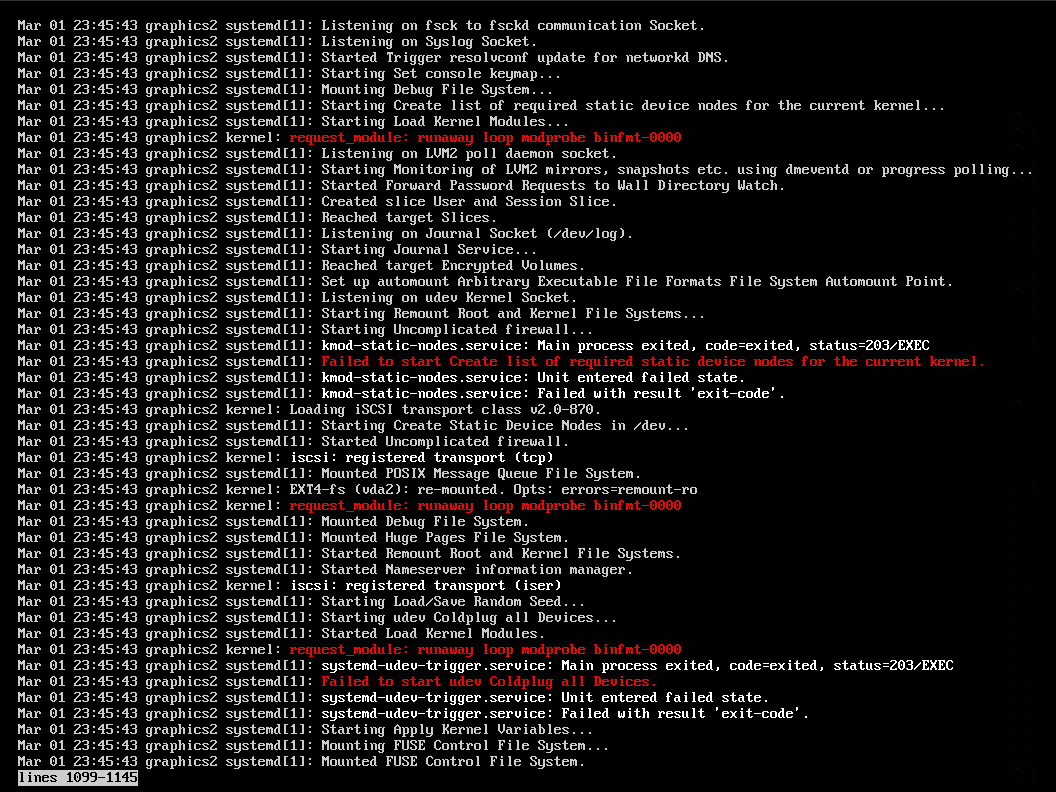 Mar 01 23:45:43 graphics2 systemd[1]: Listening on fsck to fsckd communication Socket.
Mar 01 23:45:43 graphics2 systemd[1]: Listening on Syslog Socket.
Mar 01 23:45:43 graphics2 systemd[1]: Started Trigger resolvconf update for networkd DNS.
Mar 01 23:45:43 graphics2 systemd[1]: Starting Set console keymap...
Mar 01 23:45:43 graphics2 systemd[1]: Mounting Debug File System...
Mar 01 23:45:43 graphics2 systemd[1]: Starting Create list of required static device nodes for the current kernel...
Mar 01 23:45:43 graphics2 systemd[1]: Starting Load Kernel Modules...
Mar 01 23:45:43 graphics2 kernel: request_module: runaway loop modprobe binfmt-0000
Mar 01 23:45:43 graphics2 systemd[1]: Listening on LVM2 poll daemon socket.
Mar 01 23:45:43 graphics2 systemd[1]: Starting Monitoring of LVM2 mirrors, snapshots etc. using dmeventd or progress polling...
Mar 01 23:45:43 graphics2 systemd[1]: Started Forward Password Requests to Wall Directory Watch.
Mar 01 23:45:43 graphics2 systemd[1]: Created slice User and Session Slice.
Mar 01 23:45:43 graphics2 systemd[1]: Reached target Slices.
Mar 01 23:45:43 graphics2 systemd[1]: Listening on Journal Socket (/dev/log).
Mar 01 23:45:43 graphics2 systemd[1]: Starting Journal Service...
Mar 01 23:45:43 graphics2 systemd[1]: Reached target Encrypted Volumes.
Mar 01 23:45:43 graphics2 systemd[1]: Set up automount Arbitrary Executable File Formats File System Automount Point.
Mar 01 23:45:43 graphics2 systemd[1]: Listening on udev Kernel Socket.
Mar 01 23:45:43 graphics2 systemd[1]: Starting Remount Root and Kernel File Systems...
Mar 01 23:45:43 graphics2 systemd[1]: Starting Uncomplicated firewall...
Mar 01 23:45:43 graphics2 systemd[1]: kmod-static-nodes.service: Main process exited, code=exited, status=203/EXEC
Mar 01 23:45:43 graphics2 systemd[1]: Failed to start Create list of required static device nodes for the current kernel.
Mar 01 23:45:43 graphics2 systemd[1]: kmod-static-nodes.service: Unit entered failed state.
Mar 01 23:45:43 graphics2 systemd[1]: kmod-static-nodes.service: Failed with result 'exit-code'.
Mar 01 23:45:43 graphics2 kernel: Loading iSCSI transport class v2.0-870.
Mar 01 23:45:43 graphics2 systemd[1]: Starting Create Static Device Nodes in /dev...
Mar 01 23:45:43 graphics2 systemd[1]: Started Uncomplicated firewall.
Mar 01 23:45:43 graphics2 kernel: iscsi: registered transport (tcp)
Mar 01 23:45:43 graphics2 systemd[1]: Mounted POSIX Message Queue File System.
Mar 01 23:45:43 graphics2 kernel: EXT4-fs (vda2): re-mounted. Opts: errors=remount-ro
Mar 01 23:45:43 graphics2 kernel: request_module: runaway loop modprobe binfmt-0000
Mar 01 23:45:43 graphics2 systemd[1]: Mounted Debug File System.
Mar 01 23:45:43 graphics2 systemd[1]: Mounted Huge Pages File System.
Mar 01 23:45:43 graphics2 systemd[1]: Started Remount Root and Kernel File Systems.
Mar 01 23:45:43 graphics2 systemd[1]: Started Nameserver information manager.
Mar 01 23:45:43 graphics2 kernel: iscsi: registered transport (iser)
Mar 01 23:45:43 graphics2 systemd[1]: Starting Load/Save Random Seed...
Mar 01 23:45:43 graphics2 systemd[1]: Starting udev Coldplug all Devices...
Mar 01 23:45:43 graphics2 systemd[1]: Started Load Kernel Modules.
Mar 01 23:45:43 graphics2 kernel: request_module: runaway loop modprobe binfmt-0000
Mar 01 23:45:43 graphics2 systemd[1]: systemd-udev-trigger.service: Main process exited, code=exited, status=203/EXEC
Mar 01 23:45:43 graphics2 systemd[1]: Failed to start udev Coldplug all Devices.
Mar 01 23:45:43 graphics2 systemd[1]: systemd-udev-trigger.service: Unit entered failed state.
Mar 01 23:45:43 graphics2 systemd[1]: systemd-udev-trigger.service: Failed with result 'exit-code'.
Mar 01 23:45:43 graphics2 systemd[1]: Starting Apply Kernel Variables...
Mar 01 23:45:43 graphics2 systemd[1]: Mounting FUSE Control File System...
Mar 01 23:45:43 graphics2 systemd[1]: Mounted FUSE Control File System.
lines 1099-1145